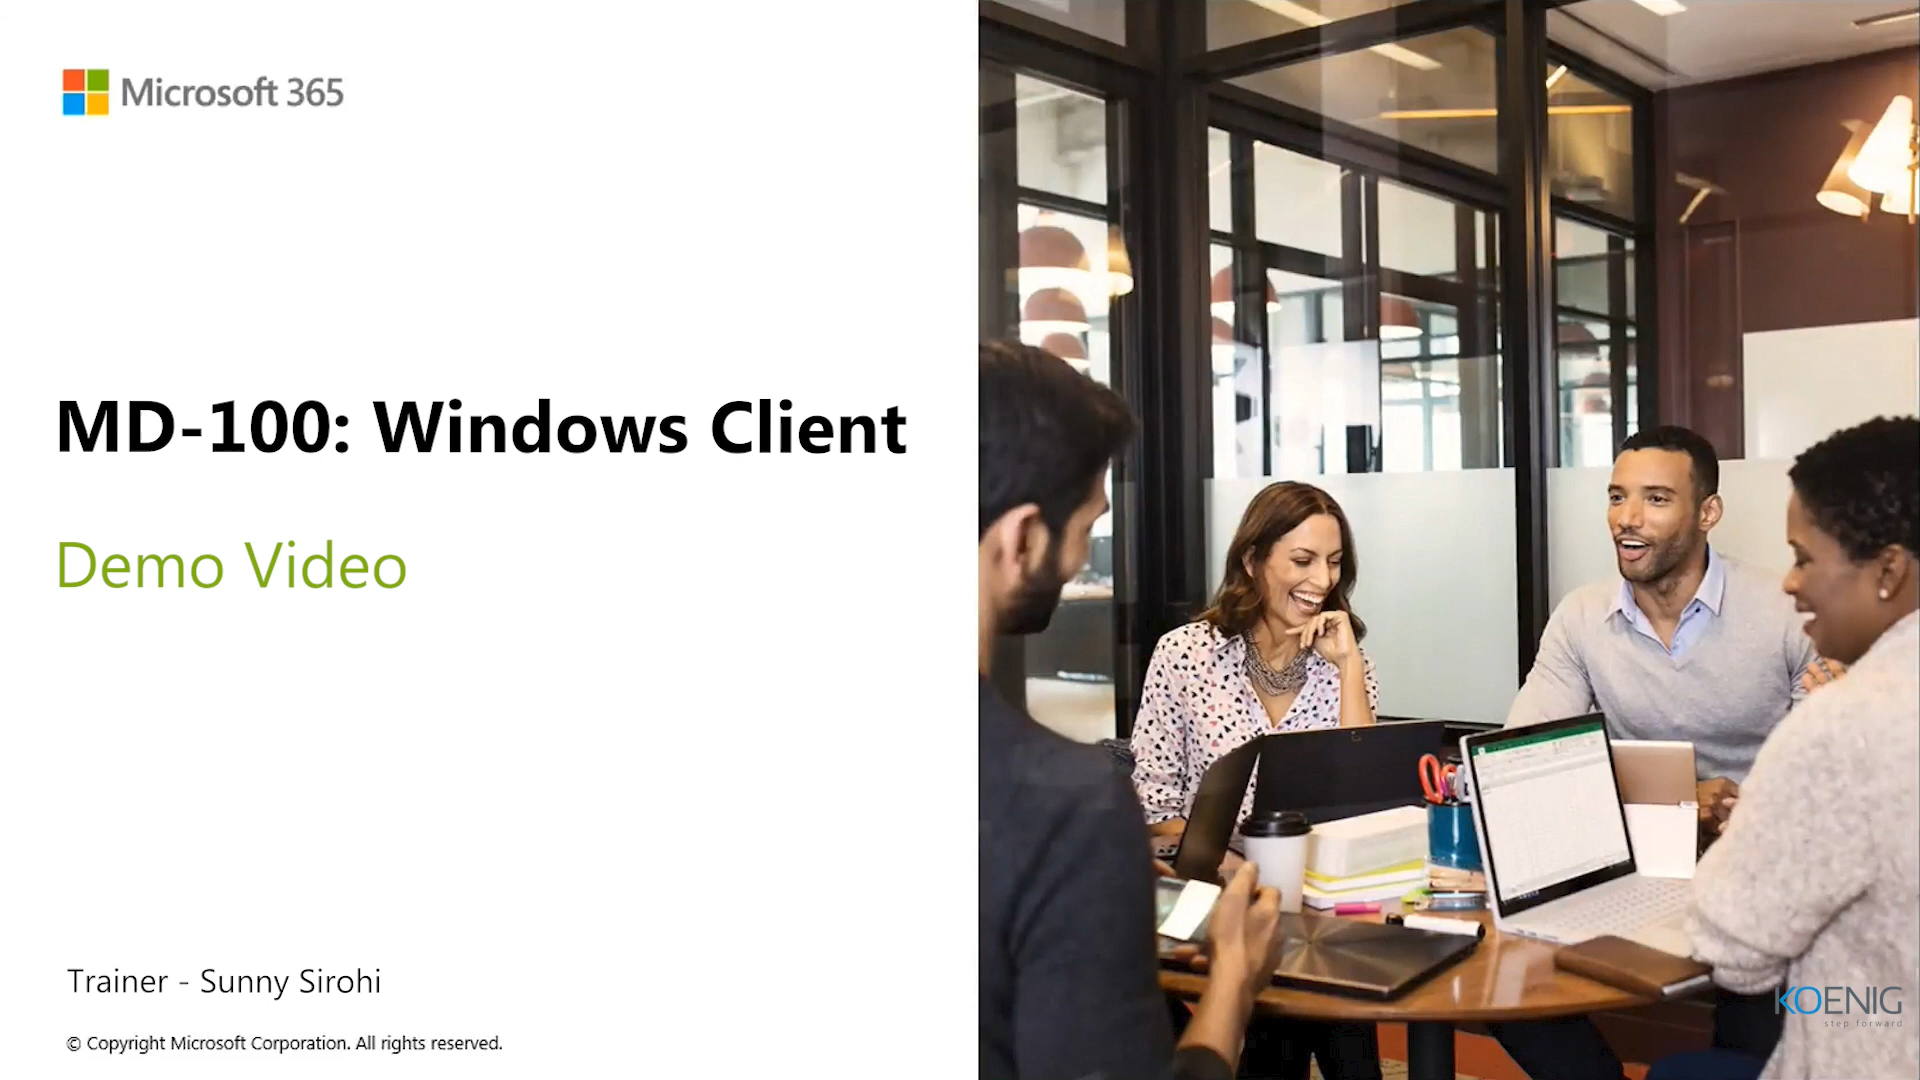 Microsoft 365
MD-100: Windows Client
Demo Video
Trainer - Sunny Sirohi
© Copyright Microsoft Corporation. All rights reserved.
KOENIG
step forward